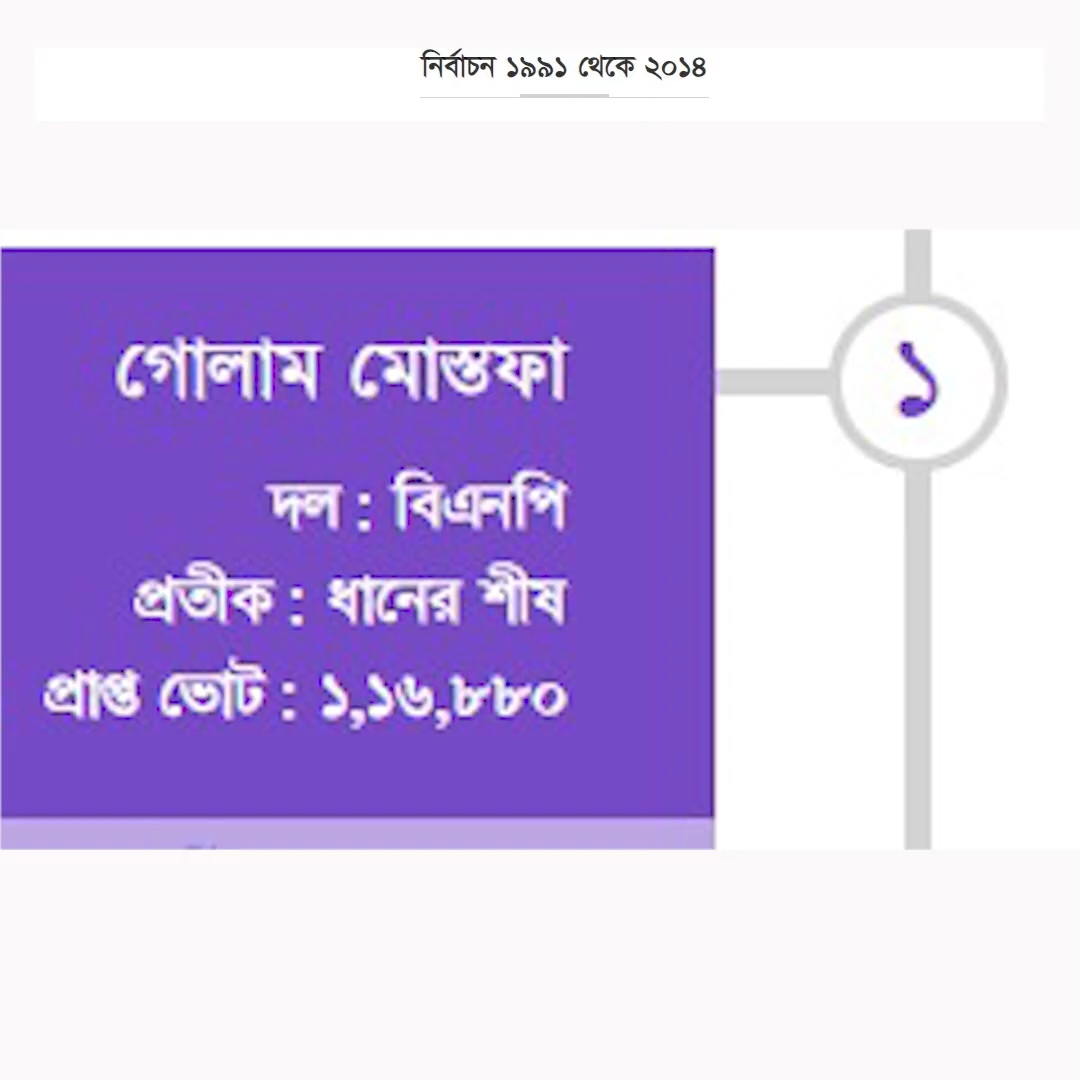 নির্বাচন ১৯৯১ থেকে ২০১৪
গোলাম মোস্তফা
১
দল : বিএনপি
প্রতীক : ধানের শীষ
প্রাপ্ত ভোট : ১,১৬,৮৮০